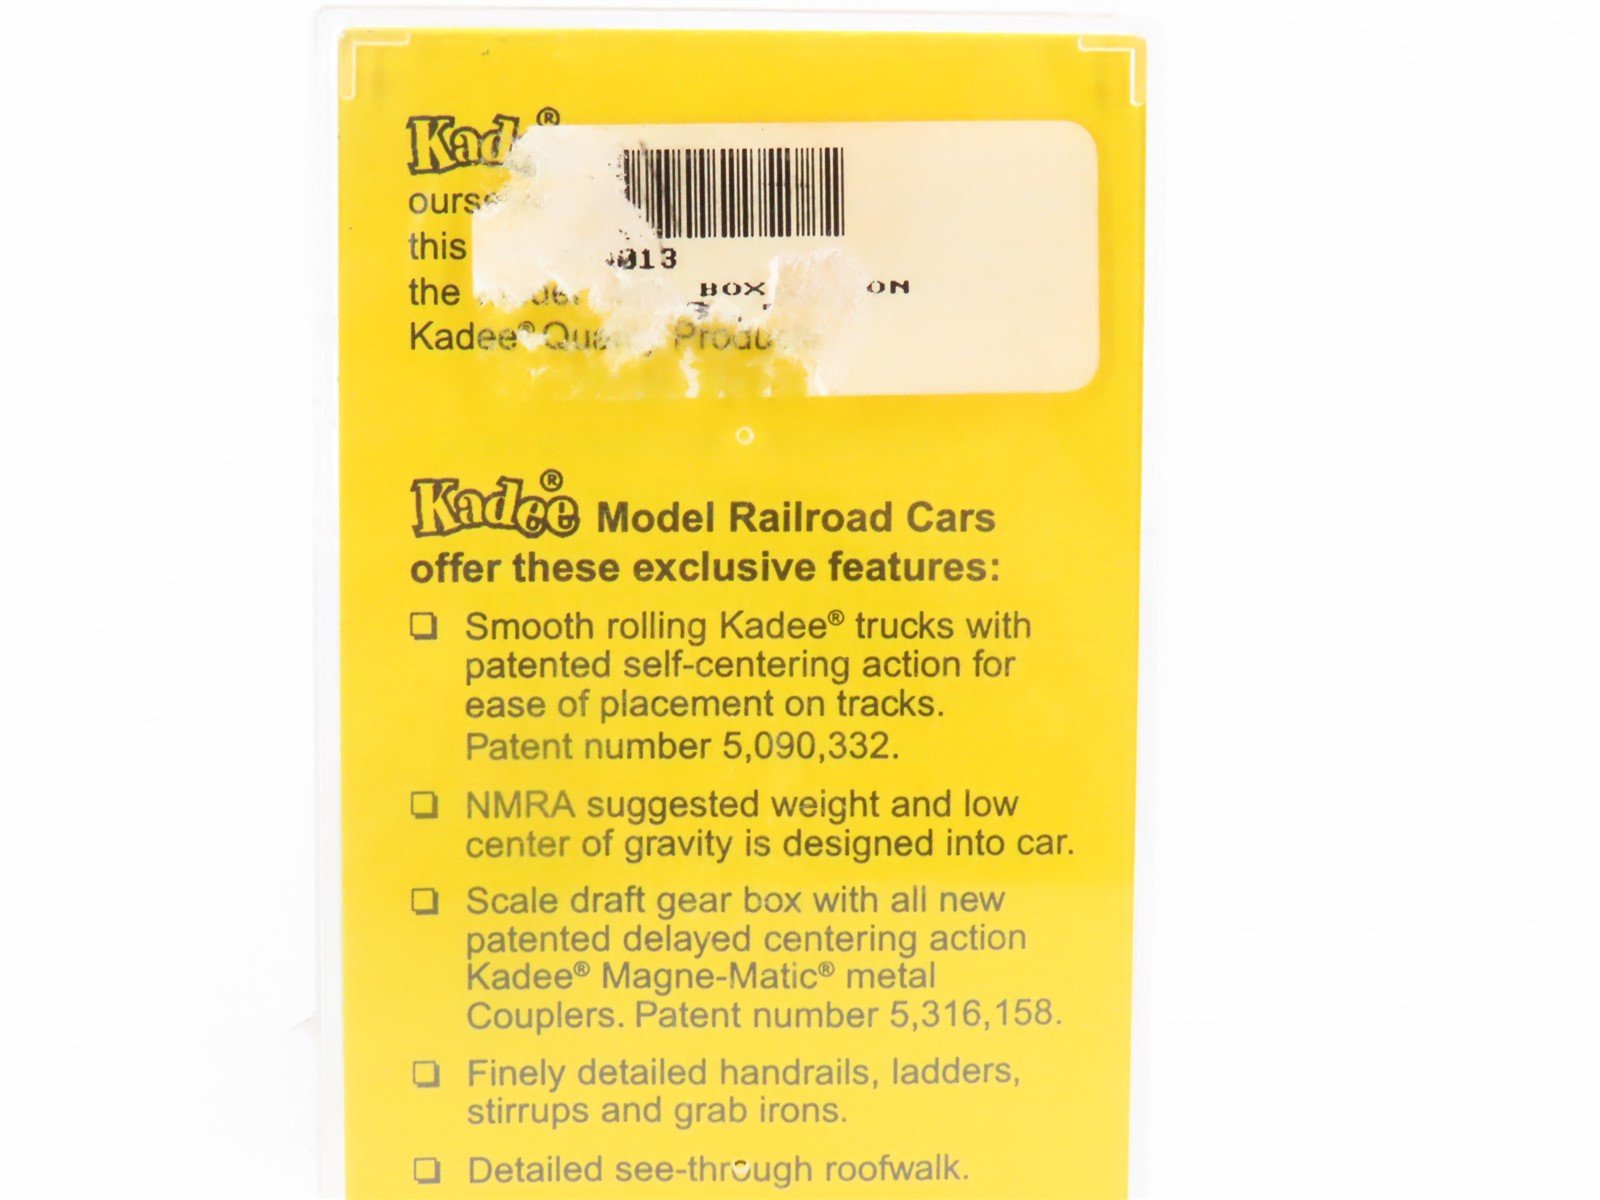 Kad ®
ours
this
013
the BOX ON
Kadee® Produ
Kadee® Model Railroad Cars
offer these exclusive features:
❑ Smooth rolling Kadee® trucks with
patented self-centering action for
ease of placement on tracks.
Patent number 5,090,332.
❑ NMRA suggested weight and low
center of gravity is designed into car.
❑ Scale draft gear box with all new
patented delayed centering action
Kadee® Magne-Matic® metal
Couplers. Patent number 5,316,158.
❑ Finely detailed handrails, ladders,
stirrups and grab irons.
❑ Detailed see-through roofwalk.